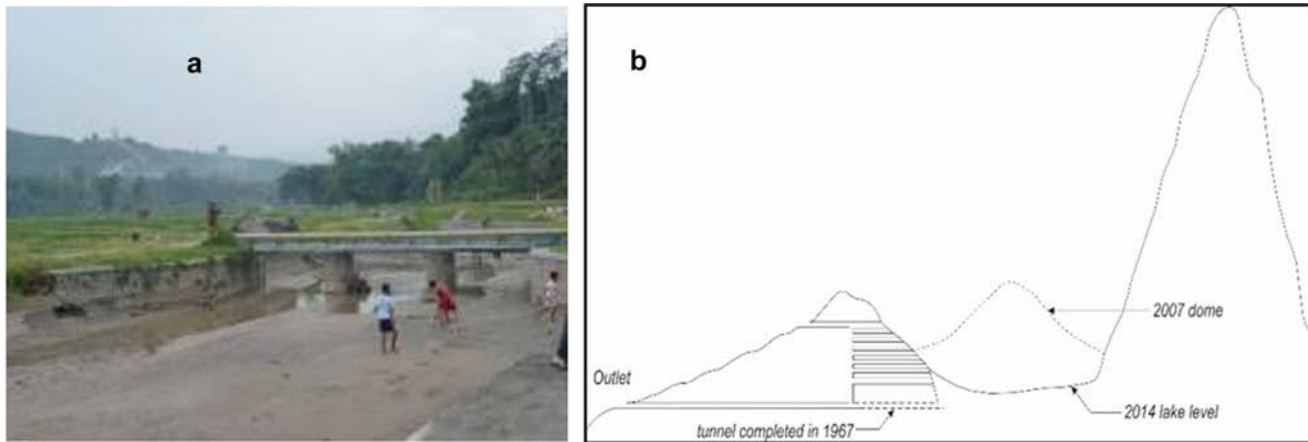 a
b
2007 dome
Outlet
2014 lake level
tunnel completed in 1967